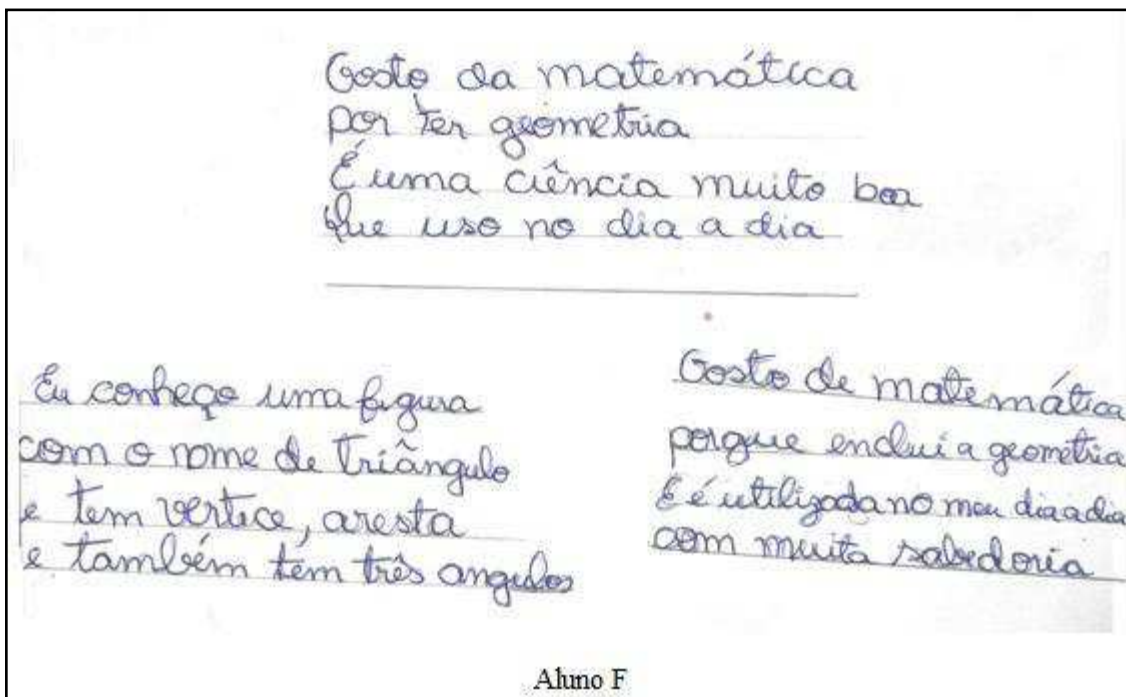 Gosto da matemática
por ter geometria
É uma ciência muito boa
Que uso no dia a dia
Eu conheço uma figura
com o nome de Triângulo
e tem vertice, aresta
e também tem três angulos
Gosto de matemática
porque enclui a geometria
E é utilizada no meu dia a dia
com muita sabedoria
Aluno F